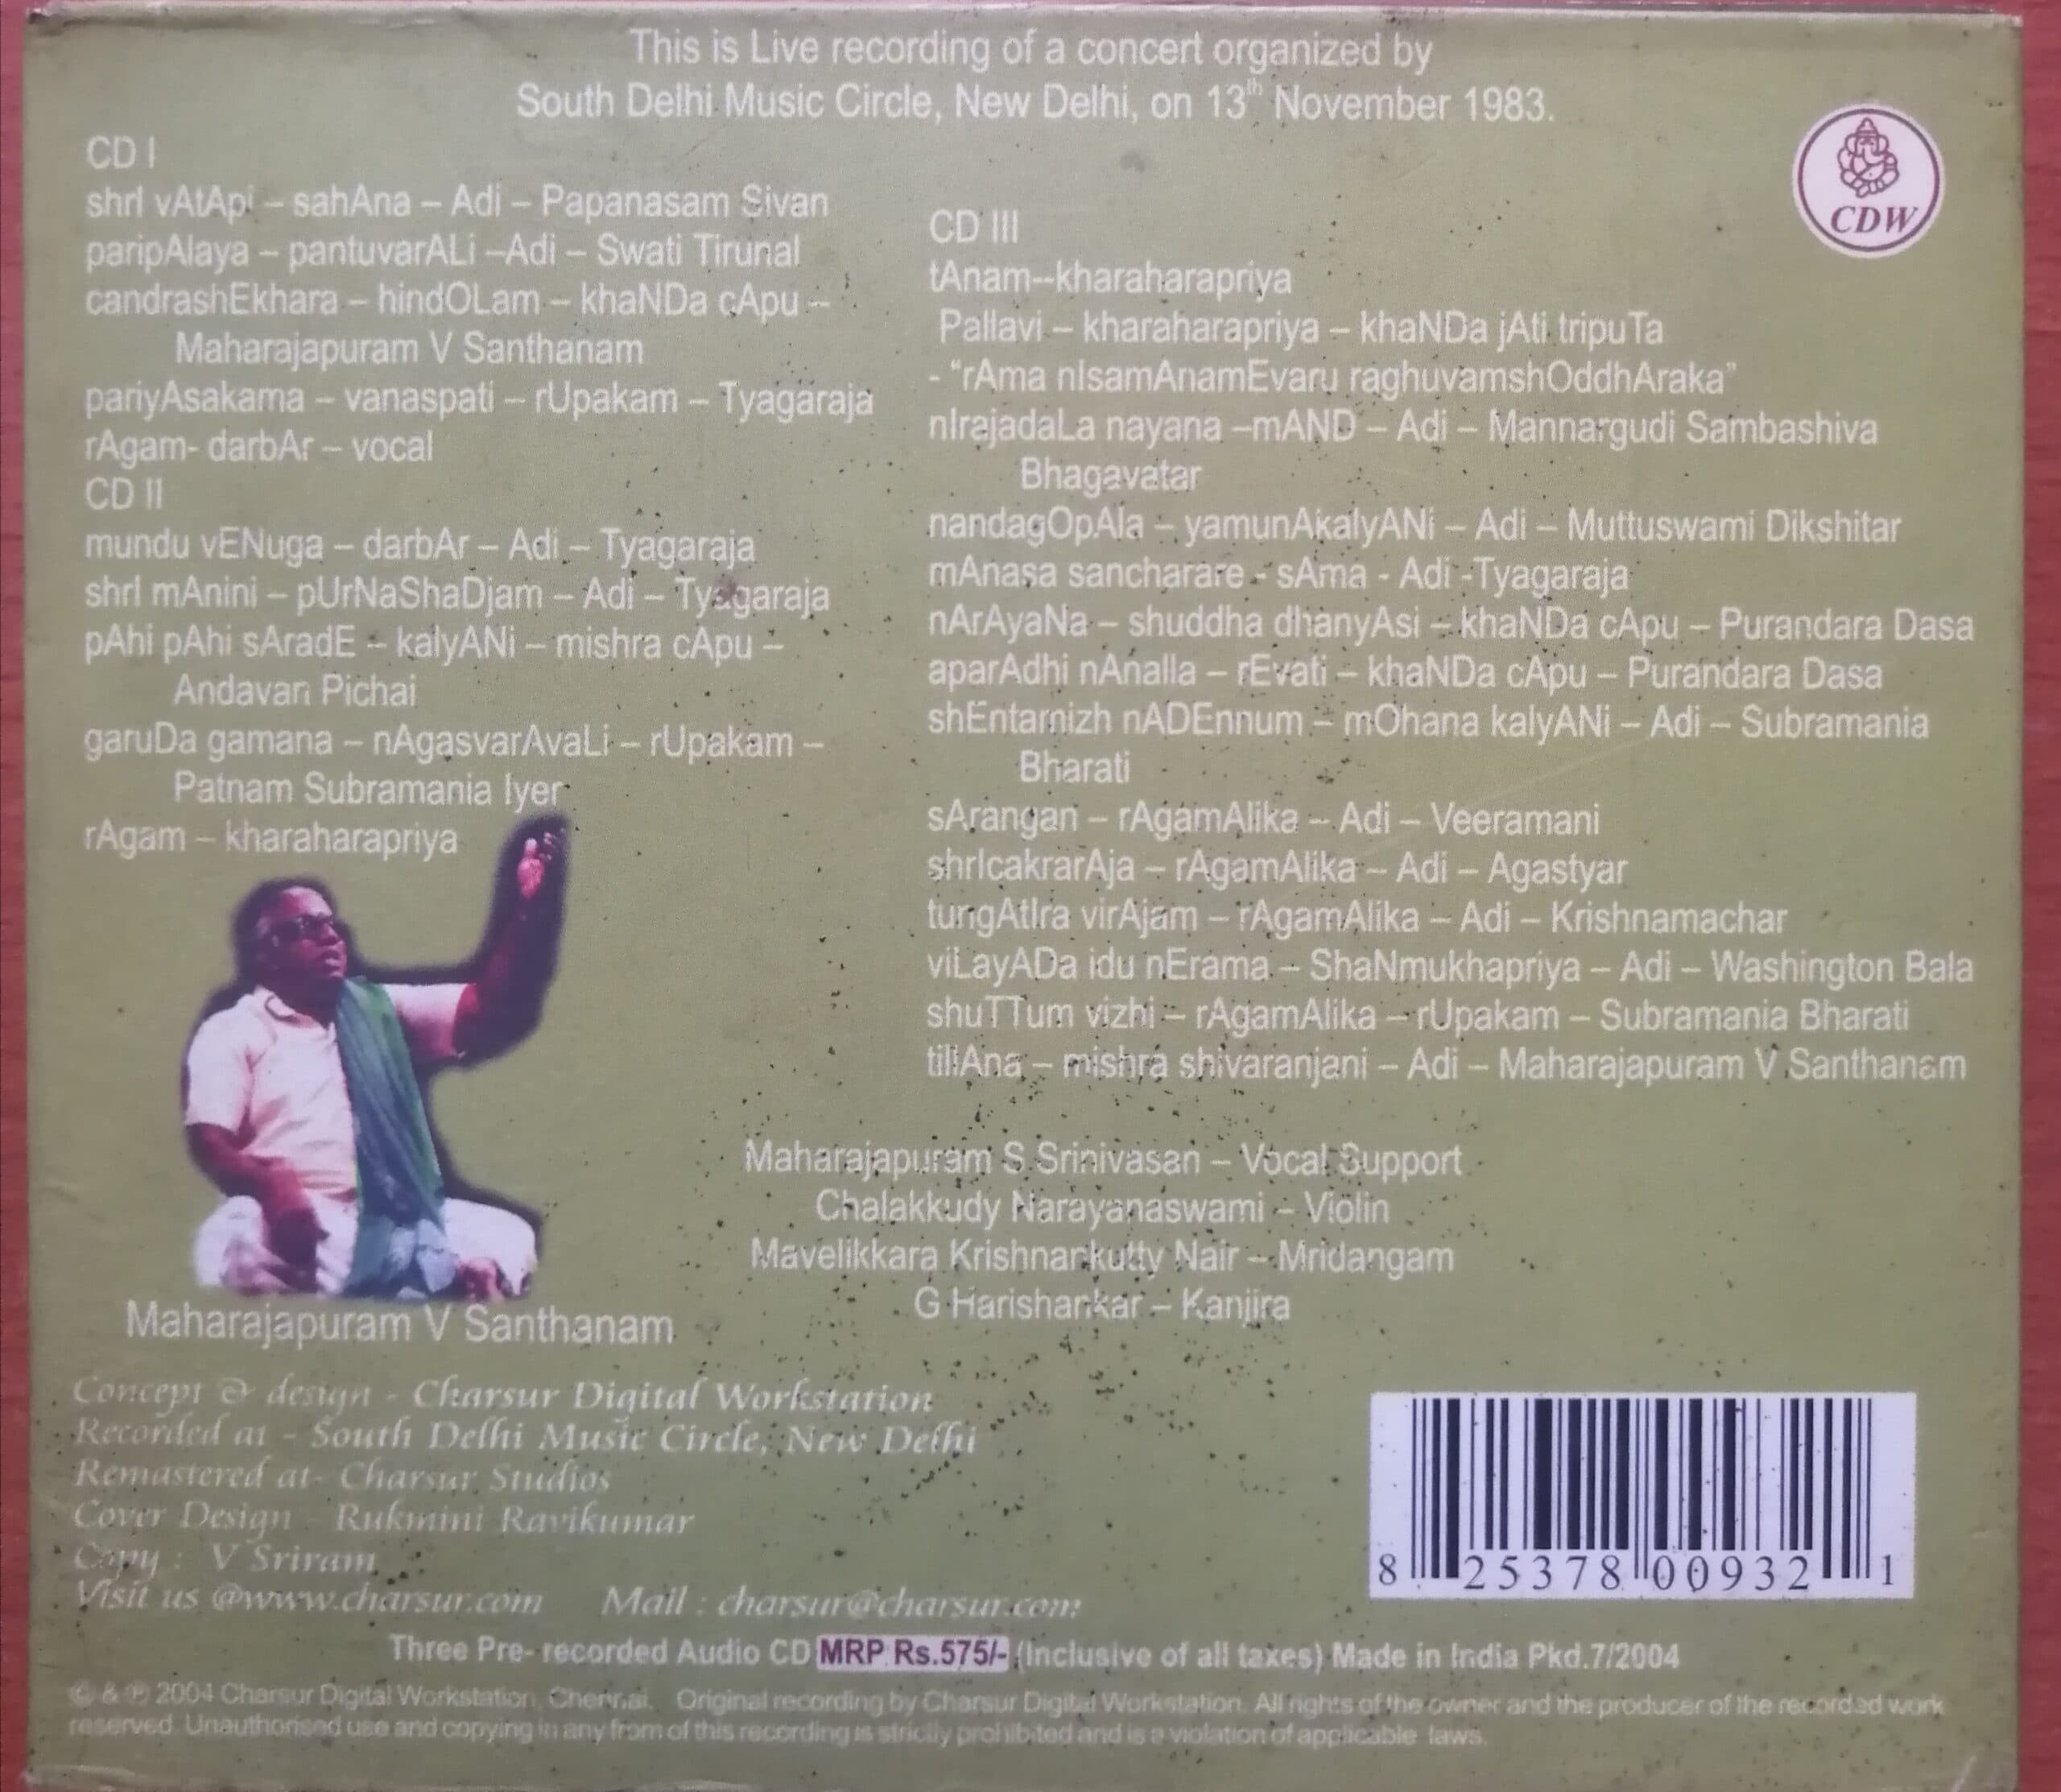 This is Live recording of a concert organized by
South Delhi Music Circle, New Delhi, on 13th November 1983.
CDW
CD I
shrI vAtApi – sahAna – Adi – Papanasam Sivan
paripAlaya – pantuvarALi –Adi – Swati Tirunal
candrashEkhara – hindOLam – khaNDa cApu –
Maharajapuram V Santhanam
pariyAsakama – vanaspati – rUpakam – Tyagaraja
rAgam- darbAr – vocal
CD II
mundu vENuga – darbAr – Adi – Tyagaraja
shrI mAnini – pUrNaShaDjam – Adi – Tyagaraja
pAhi pAhi sAradE – kalyANi – mishra cApu –
Andavan Pichai
garuDa gamana – nAgasvarAvaLi – rUpakam –
Patnam Subramania Iyer
rAgam – kharaharapriya
CD III
tAnam--kharaharapriya
Pallavi – kharaharapriya – khaNDa jAti tripuTa
- “rAma nIsamAnamEvaru raghuvamshOddhAraka”
nIrajadaLa nayana –mAND – Adi – Mannargudi Sambashiva
Bhagavatar
nandagOpAla – yamunAkalyANi – Adi – Muttuswami Dikshitar
mAnasa sancharare - sAma - Adi -Tyagaraja
nArAyaNa – shuddha dhanyAsi – khaNDa cApu – Purandara Dasa
aparAdhi nAnalla – rEvati – khaNDa cApu – Purandara Dasa
shEntamizh nADEnnum – mOhana kalyANi – Adi – Subramania
Bharati
sArangan – rAgamAlika – Adi – Veeramani
shrIcakrarAja – rAgamAlika – Adi – Agastyar
tungAtIra virAjam – rAgamAlika – Adi – Krishnamachar
viLayADa idu nErama – ShaNmukhapriya – Adi – Washington Bala
shuTTum vizhi – rAgamAlika – rUpakam – Subramania Bharati
tillAna – mishra shivaranjani – Adi – Maharajapuram V Santhanam
Maharajapuram S Srinivasan – Vocal Support
Chalakkudy Narayanaswami – Violin
Mavelikkara Krishnankutty Nair – Mridangam
G Harishankar – Kanjira
Maharajapuram V Santhanam
Concept & design - Charsur Digital Workstation
Recorded at - South Delhi Music Circle, New Delhi
Remastered at- Charsur Studios
Cover Design - Rukmini Ravikumar
Copy : V Sriram
Visit us @www.charsur.com Mail : charsur@charsur.com
8 25378 00932 1
Three Pre- recorded Audio CD MRP Rs.575/- (Inclusive of all taxes) Made in India Pkd.7/2004
© & ℗ 2004 Charsur Digital Workstation, Chennai. Original recording by Charsur Digital Workstation. All rights of the owner and the producer of the recorded work
reserved. Unauthorised use and copying in any from of this recording is strictly prohibited and is a violation of applicable laws.